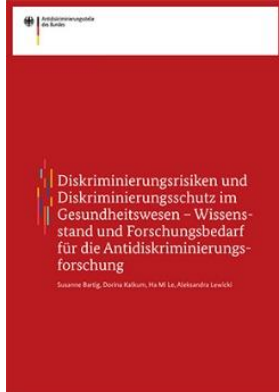 Antidiskriminierungsstelle
des Bundes
Diskriminierungsrisiken und
Diskriminierungsschutz im
Gesundheitswesen – Wissens-
stand und Forschungsbedarf
für die Antidiskriminierungs-
forschung
Susanne Bartig, Dorina Kalkum, Ha Mi Le, Aleksandra Lewicki